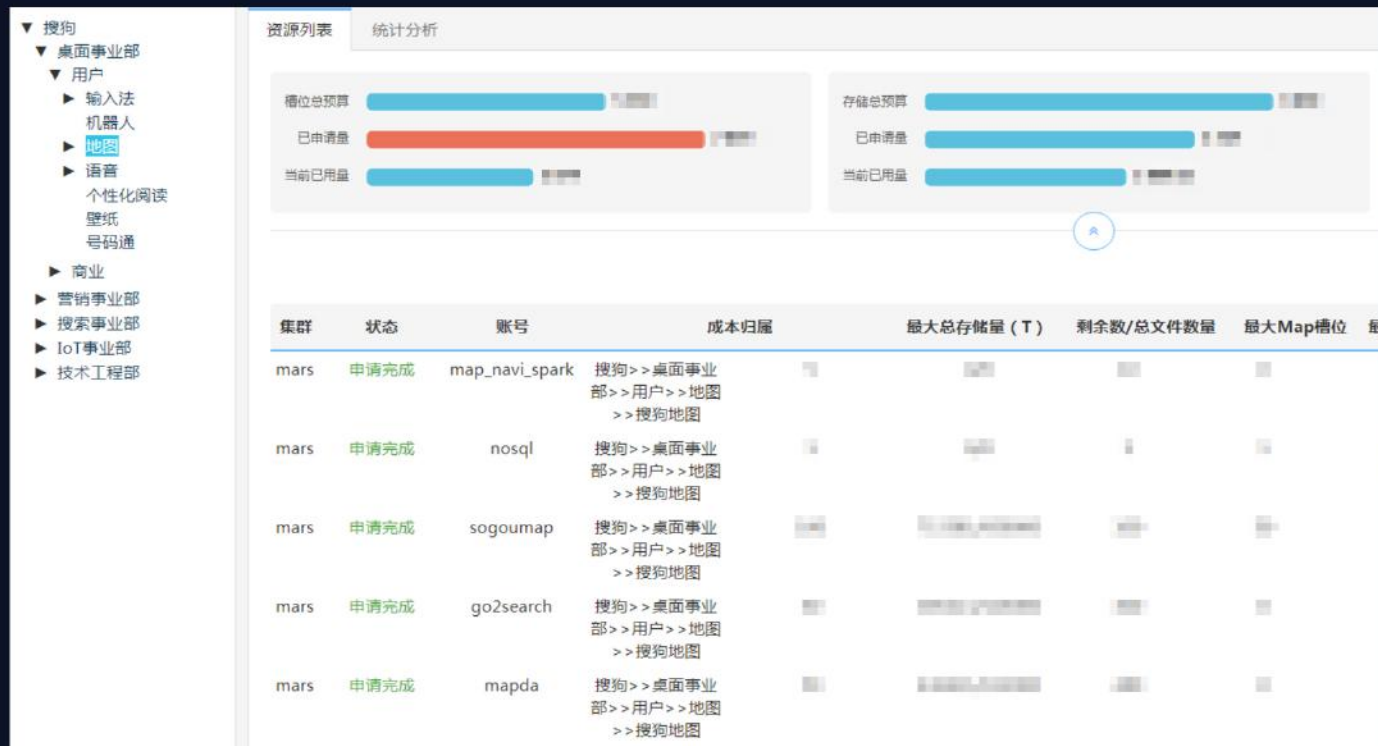 ▼ 搜狗
▼ 桌面事业部
▼ 用户
▶ 输入法
机器人
▶ 地图
▶ 语音
个性化阅读
壁纸
号码通
▶ 商业
▶ 营销事业部
▶ 搜索事业部
▶ IoT事业部
▶ 技术工程部
资源列表 统计分析
槽位总预算
已申请量
当前已用量
存储总预算
已申请量
当前已用量
集群 状态 账号 成本归属 最大总存储量（T） 剩余数/总文件数量 最大Map槽位
mars 申请完成 map_navi_spark 搜狗>>桌面事业
部>>用户>>地图
>>搜狗地图
mars 申请完成 nosql 搜狗>>桌面事业
部>>用户>>地图
>>搜狗地图
mars 申请完成 sogoumap 搜狗>>桌面事业
部>>用户>>地图
>>搜狗地图
mars 申请完成 go2search 搜狗>>桌面事业
部>>用户>>地图
>>搜狗地图
mars 申请完成 mapda 搜狗>>桌面事业
部>>用户>>地图
>>搜狗地图